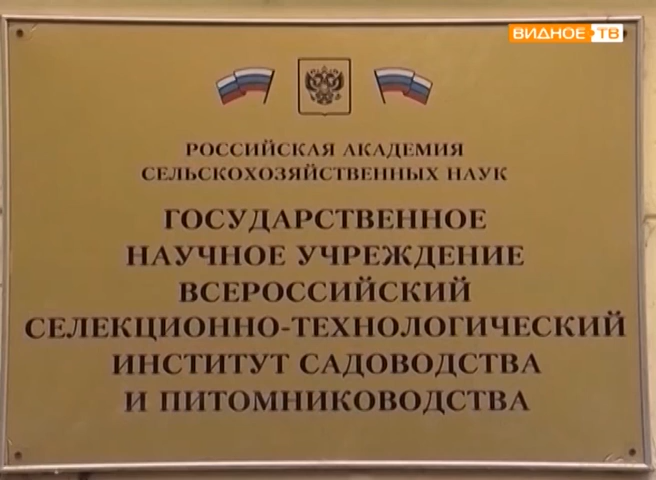 ВИДНОЕ ТВ
РОССИЙСКАЯ АКАДЕМИЯ
СЕЛЬСКОХОЗЯЙСТВЕННЫХ НАУК
ГОСУДАРСТВЕННОЕ
НАУЧНОЕ УЧРЕЖДЕНИЕ
ВСЕРОССИЙСКИЙ
СЕЛЕКЦИОННО-ТЕХНОЛОГИЧЕСКИЙ
ИНСТИТУТ САДОВОДСТВА
И ПИТОМНИКОВОДСТВА